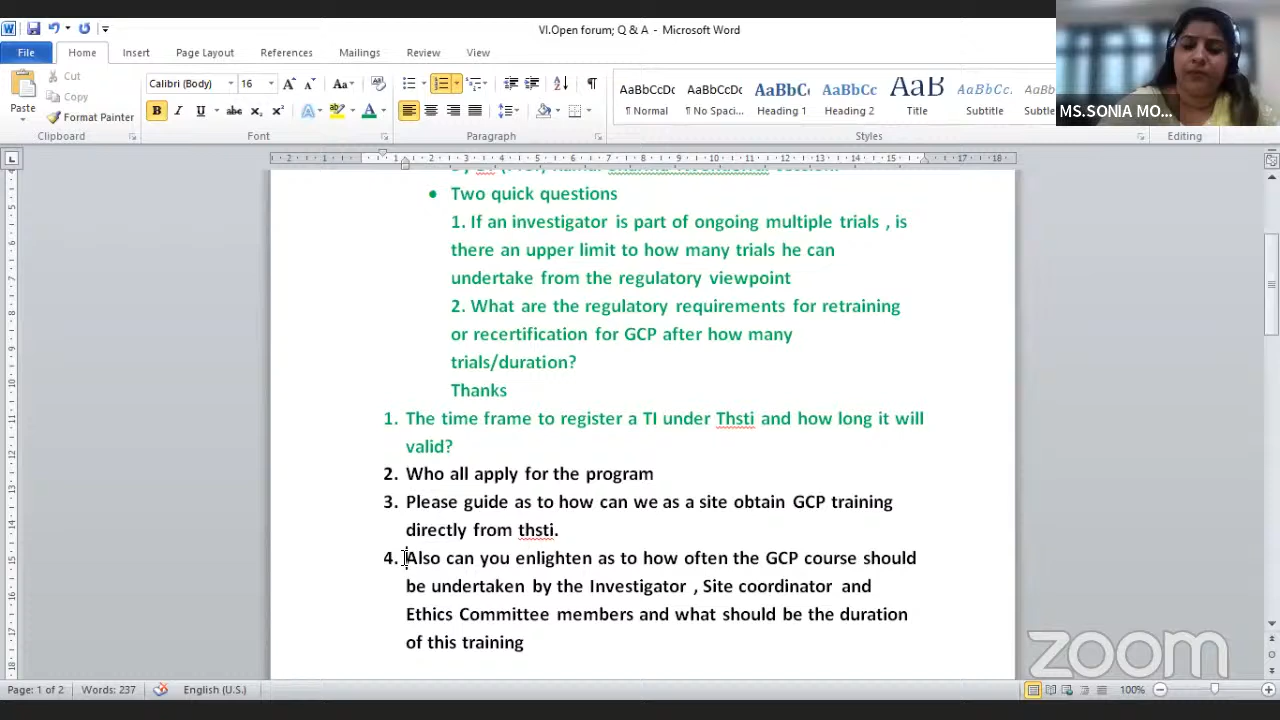 VI.Open forum; Q & A - Microsoft Word
File Home Insert Page Layout References Mailings Review View
MS.SONIA MO...
Cut
Copy
Format Painter
Paste
Calibri (Body) 16
AaBbCcDc AaBbCcDc AaBbC AaBbCc AaB AaBbCc. AaBbC
¶ Normal ¶ No Spaci... Heading 1 Heading 2 Title Subtitle Subtle
Clipboard Font Paragraph Styles Editing
Two quick questions
1. If an investigator is part of ongoing multiple trials , is
there an upper limit to how many trials he can
undertake from the regulatory viewpoint
2. What are the regulatory requirements for retraining
or recertification for GCP after how many
trials/duration?
Thanks
1. The time frame to register a TI under Thsti and how long it will
valid?
2. Who all apply for the program
3. Please guide as to how can we as a site obtain GCP training
directly from thsti.
4. Also can you enlighten as to how often the GCP course should
be undertaken by the Investigator , Site coordinator and
Ethics Committee members and what should be the duration
of this training
zoom
Page: 1 of 2 Words: 237 English (U.S.) 100%